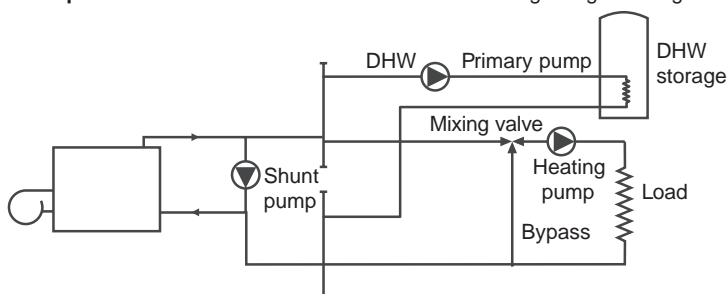 DHW
Primary pump
DHW
storage
Mixing valve
Shunt
pump
Heating
pump
Load
Bypass